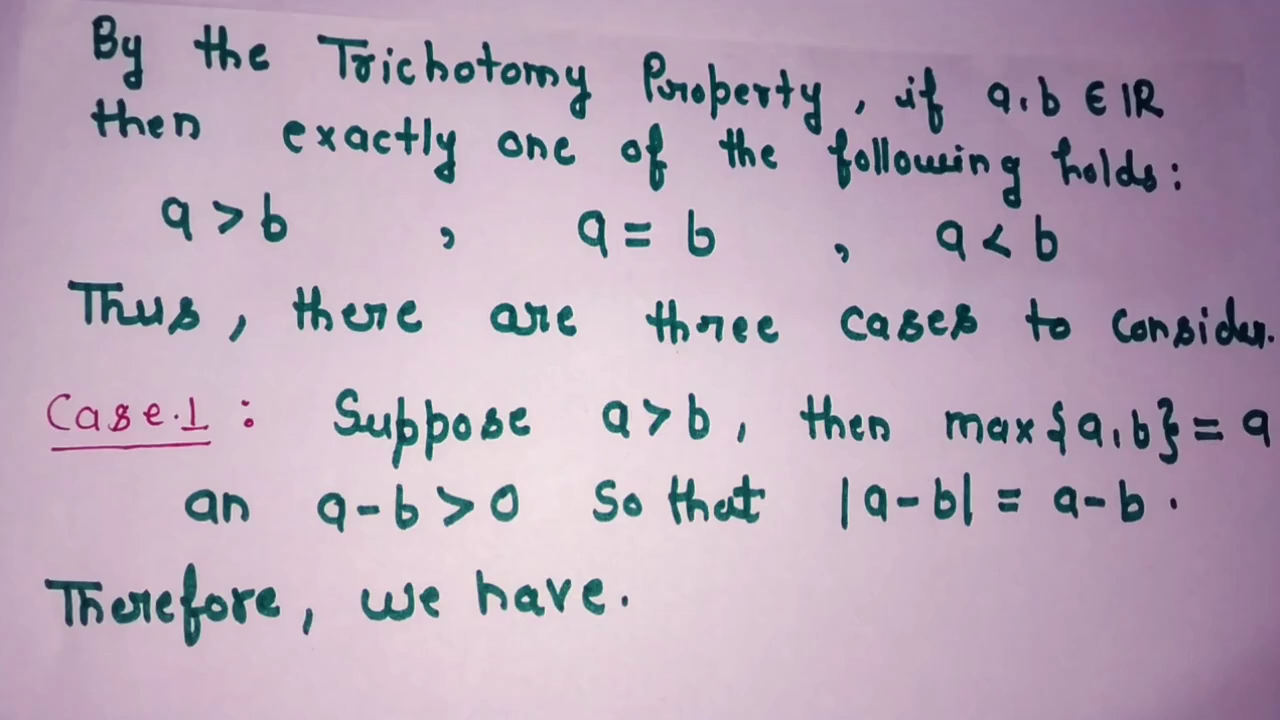 By the Trichotomy Property, if a, b ∈ IR
then exactly one of the following holds:
a > b , a = b , a < b
Thus, there are three cases to consider.
Case.1 : Suppose a > b, then max{a, b} = a
an a - b > 0 So that |a - b| = a - b .
Therefore, we have.